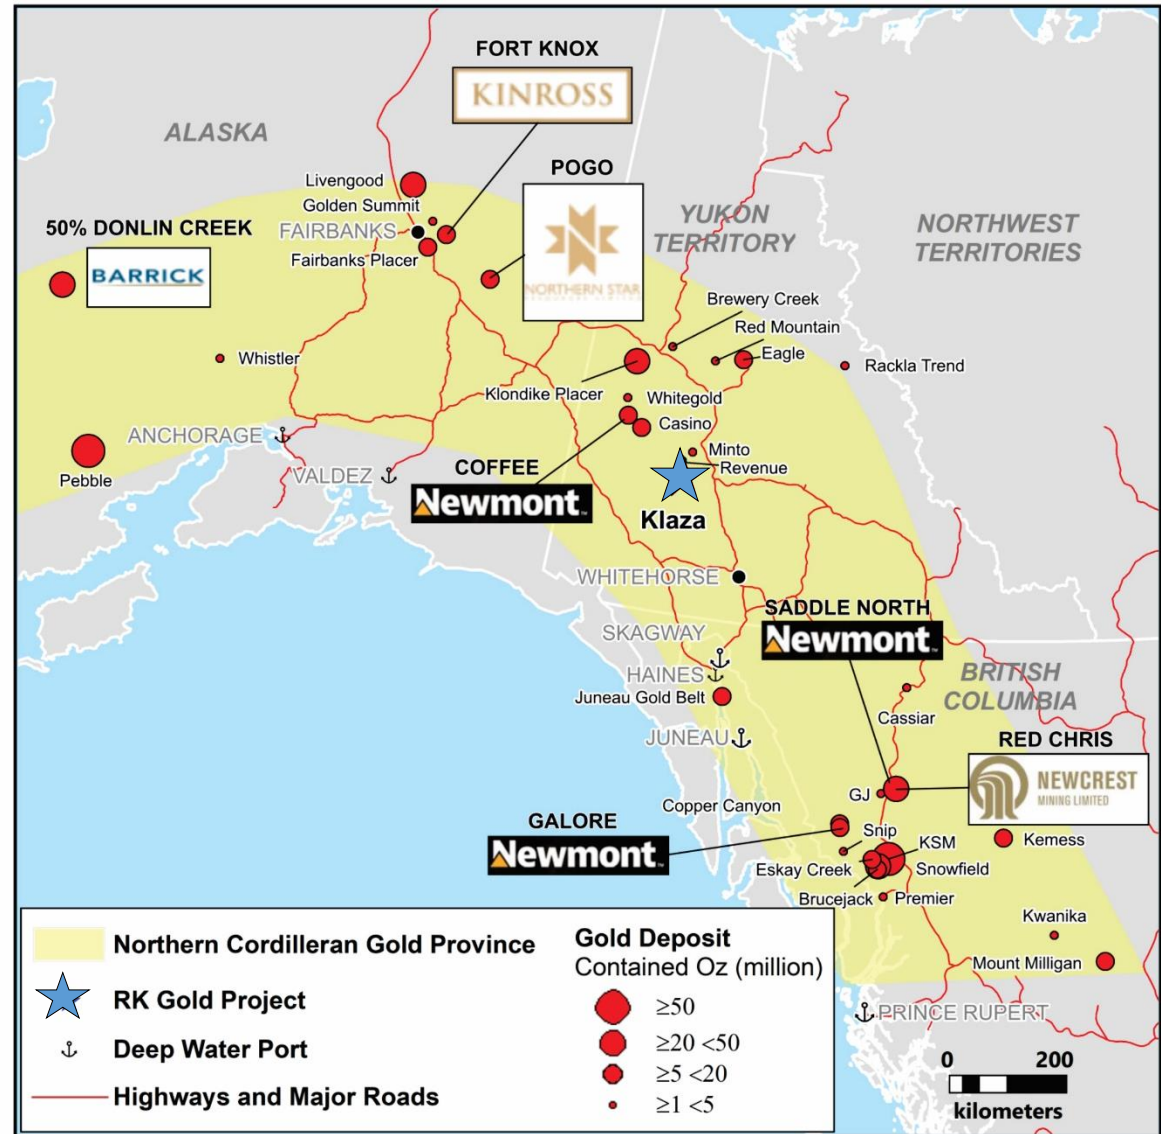 FORT KNOX
KINROSS
ALASKA
POGO
NORTHERN STAR
RESOURCES LIMITED
Livengood
Golden Summit
FAIRBANKS
Fairbanks Placer
50% DONLIN CREEK
BARRICK
YUKON
TERRITORY
NORTHWEST
TERRITORIES
Brewery Creek
Red Mountain
Eagle
Rackla Trend
Whistler
Klondike Placer
Whitegold
Casino
ANCHORAGE
Minto
Revenue
Pebble
VALDEZ
COFFEE
Newmont™
Klaza
WHITEHORSE
SADDLE NORTH
Newmont™
SKAGWAY
HAINES
Juneau Gold Belt
BRITISH
COLUMBIA
Cassiar
JUNEAU
RED CHRIS
NEWCREST
MINING LIMITED
GJ
Copper Canyon
GALORE
Newmont™
Snip
KSM
Kemess
Eskay Creek
Snowfield
Brucejack
Premier
Kwanika
Mount Milligan
PRINCE RUPERT
Northern Cordilleran Gold Province
RK Gold Project
Deep Water Port
Highways and Major Roads
Gold Deposit
Contained Oz (million)
≥50
≥20 <50
≥5 <20
≥1 <5
0 200
kilometers